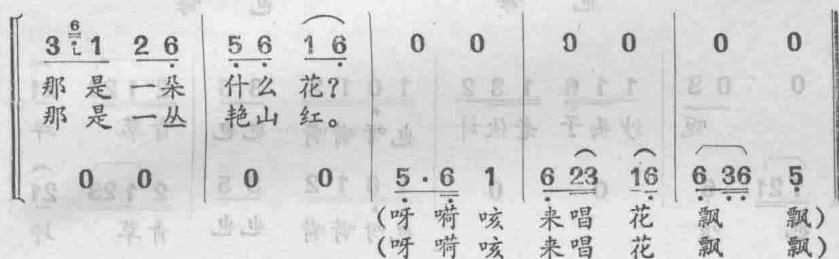 3 6 1 2 6 | 5 6 1 6 | 0 0 | 0 0 | 0 0
那 是 一朵 什么 花?
那 是 一丛 艳山 红。
0 0 | 0 0 | 5 · 6 1 | 6 23 16 | 6 36 5
(呀 嗬 咳 来唱 花 飘 飘)
(呀 嗬 咳 来唱 花 飘 飘)